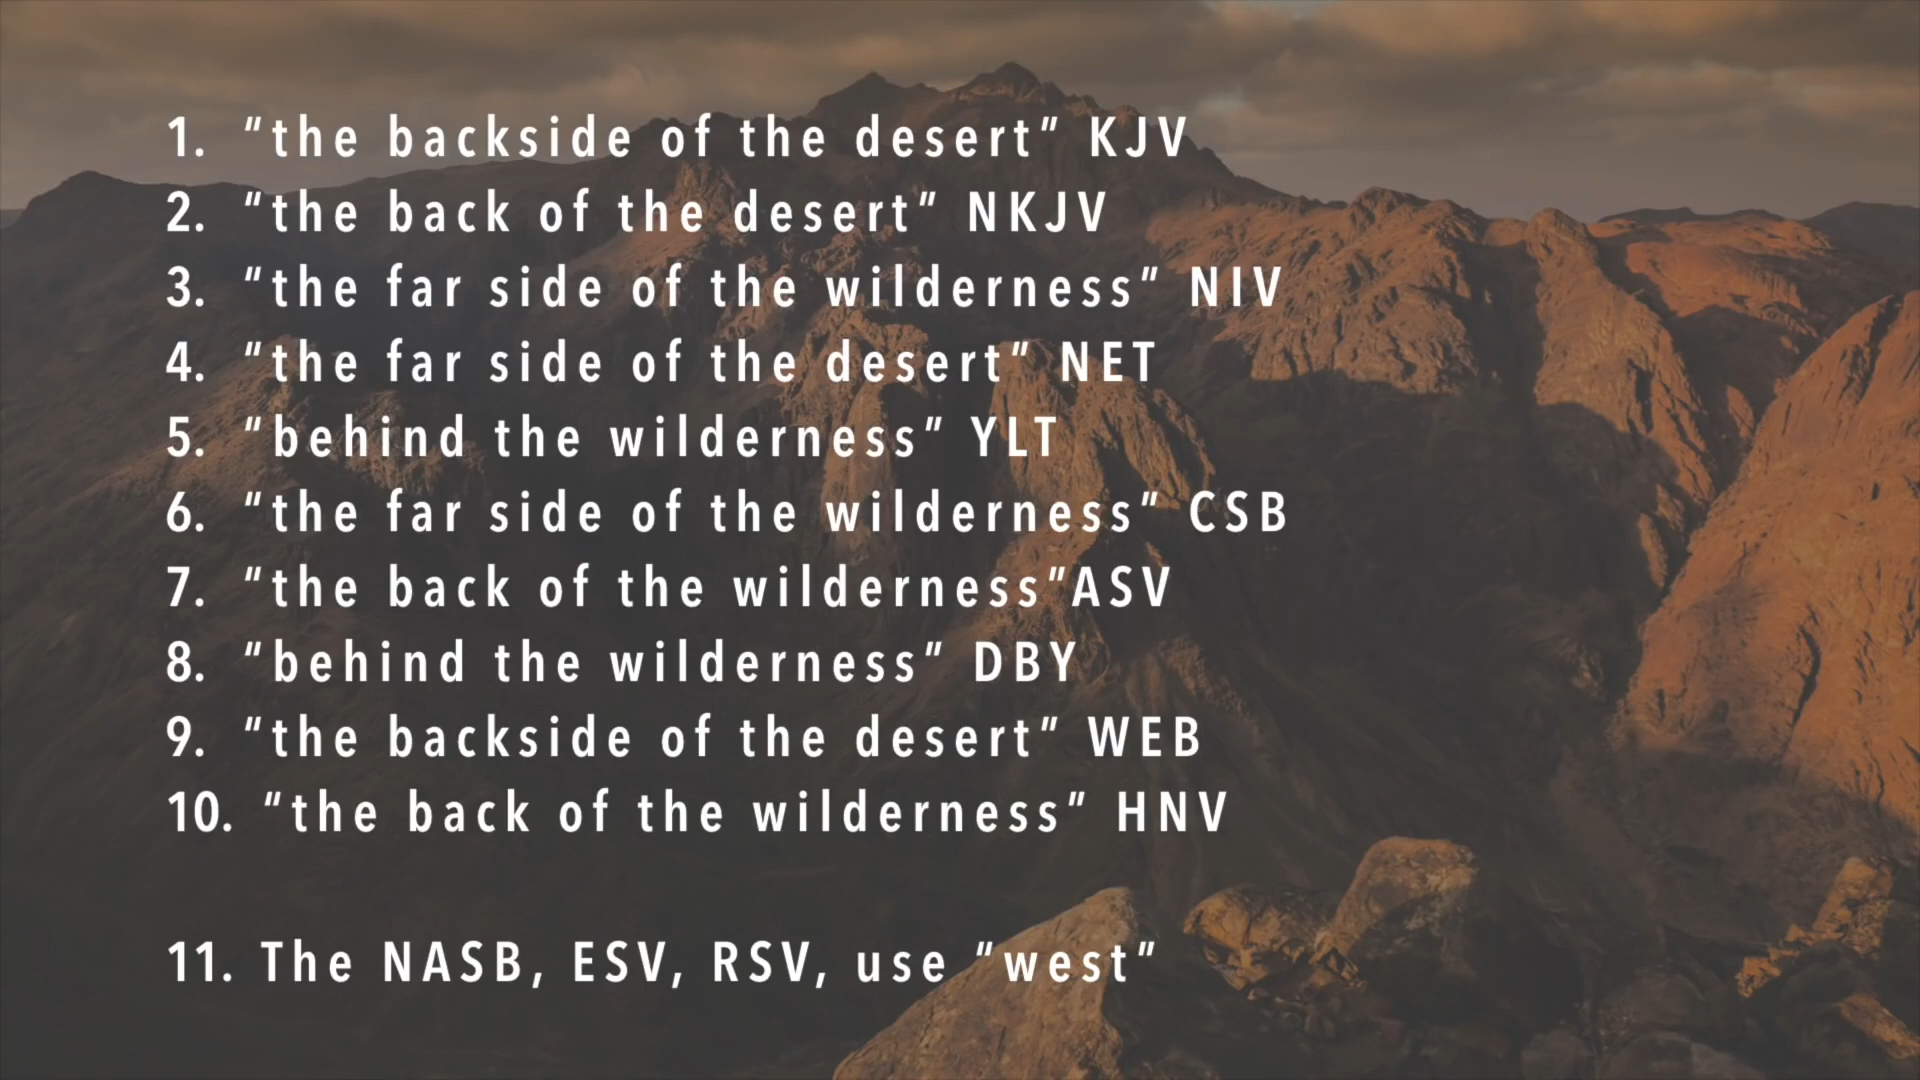 1. “the backside of the desert” KJV
2. “the back of the desert” NKJV
3. “the far side of the wilderness” NIV
4. “the far side of the desert” NET
5. “behind the wilderness” YLT
6. “the far side of the wilderness” CSB
7. “the back of the wilderness”ASV
8. “behind the wilderness” DBY
9. “the backside of the desert” WEB
10. “the back of the wilderness” HNV
11. The NASB, ESV, RSV, use “west”